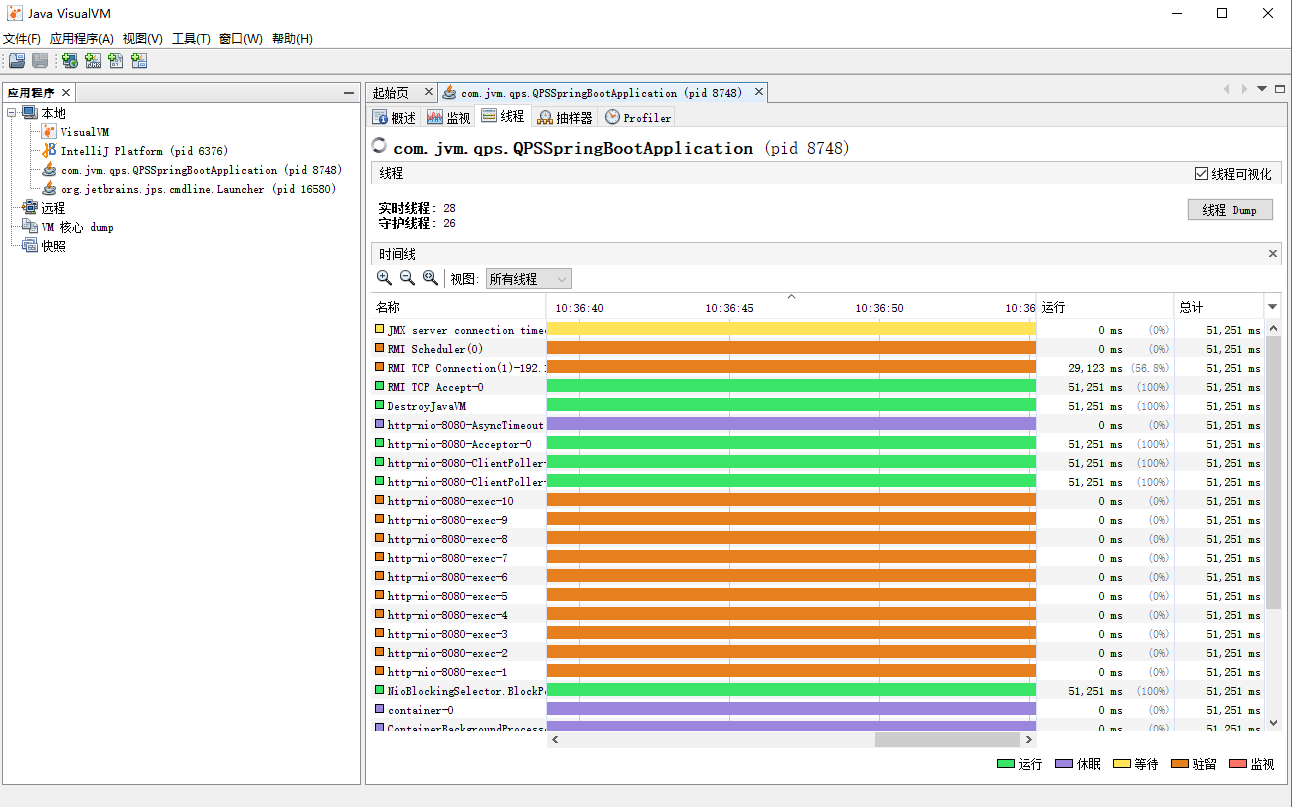 Java VisualVM
文件(F) 应用程序(A) 视图(V) 工具(T) 窗口(W) 帮助(H)
应用程序
本地
VisualVM
IntelliJ Platform (pid 6376)
com.jvm.qps.QPSSpringBootApplication (pid 8748)
org.jetbrains.jps.cmdline.Launcher (pid 16580)
远程
VM 核心 dump
快照
起始页 com.jvm.qps.QPSSpringBootApplication (pid 8748)
概述 监视 线程 抽样器 Profiler
com.jvm.qps.QPSSpringBootApplication (pid 8748)
线程 线程可视化
实时线程: 28
守护线程: 26
线程 Dump
时间线
视图: 所有线程
名称 10:36:40 10:36:45 10:36:50 10:36 运行 总计
JMX server connection time 0 ms (0%) 51,251 ms
RMI Scheduler(0) 0 ms (0%) 51,251 ms
RMI TCP Connection(1)-192. 29,123 ms (56.8%) 51,251 ms
RMI TCP Accept-0 51,251 ms (100%) 51,251 ms
DestroyJavaVM 51,251 ms (100%) 51,251 ms
http-nio-8080-AsyncTimeout 0 ms (0%) 51,251 ms
http-nio-8080-Acceptor-0 51,251 ms (100%) 51,251 ms
http-nio-8080-ClientPoller- 51,251 ms (100%) 51,251 ms
http-nio-8080-ClientPoller- 51,251 ms (100%) 51,251 ms
http-nio-8080-exec-10 0 ms (0%) 51,251 ms
http-nio-8080-exec-9 0 ms (0%) 51,251 ms
http-nio-8080-exec-8 0 ms (0%) 51,251 ms
http-nio-8080-exec-7 0 ms (0%) 51,251 ms
http-nio-8080-exec-6 0 ms (0%) 51,251 ms
http-nio-8080-exec-5 0 ms (0%) 51,251 ms
http-nio-8080-exec-4 0 ms (0%) 51,251 ms
http-nio-8080-exec-3 0 ms (0%) 51,251 ms
http-nio-8080-exec-2 0 ms (0%) 51,251 ms
http-nio-8080-exec-1 0 ms (0%) 51,251 ms
NioBlockingSelector.BlockP 51,251 ms (100%) 51,251 ms
container-0 0 ms (0%) 51,251 ms
ContainerBackgroundProcess 0 ms (0%) 51,251 ms
运行 休眠 等待 驻留 监视